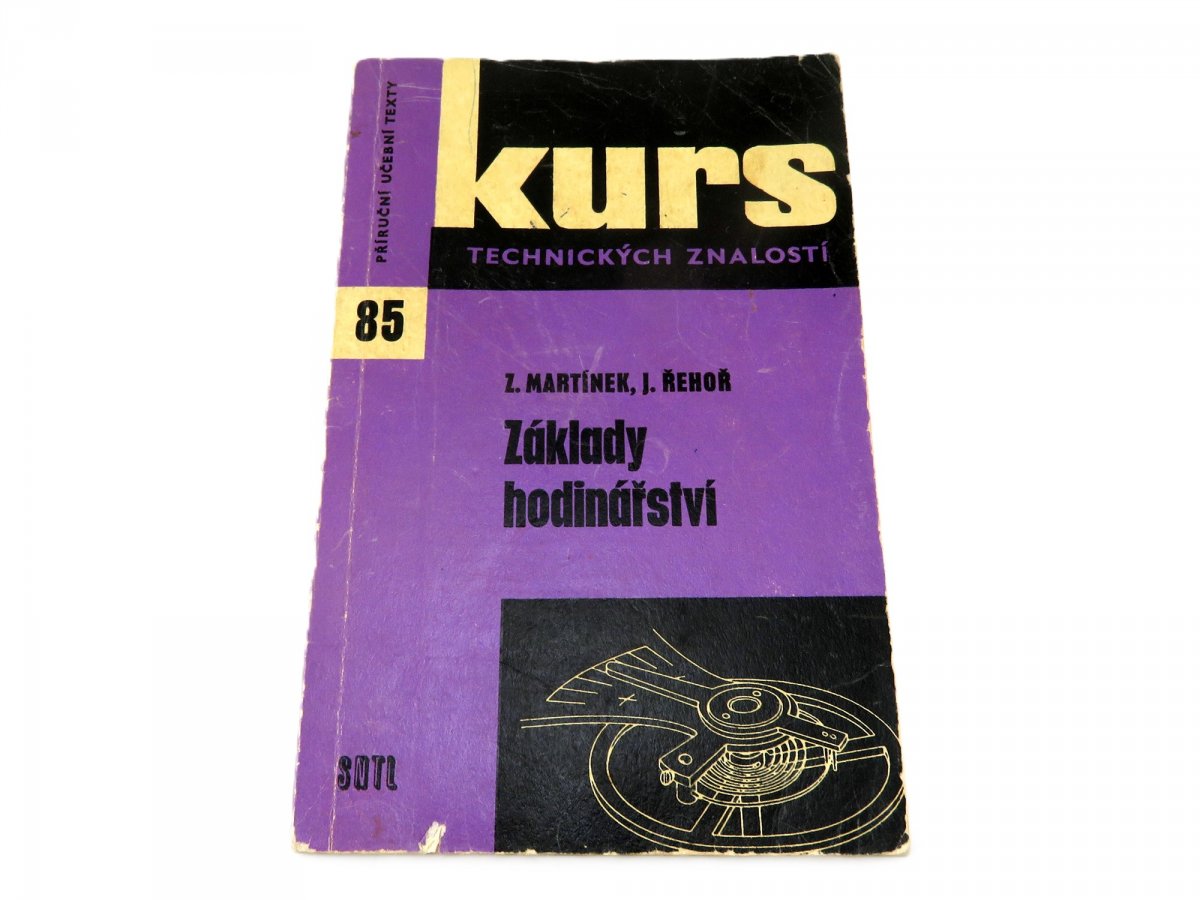 PŘÍRUČNÍ UČEBNÍ TEXTY
kurs
TECHNICKÝCH ZNALOSTÍ
85
Z. MARTÍNEK, J. ŘEHOŘ
Základy
hodinářství
SNTL